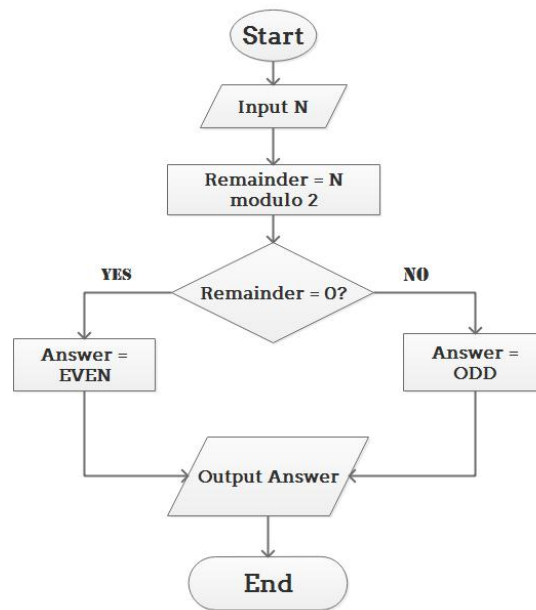 Start
Input N
Remainder = N
modulo 2
YES
NO
Remainder = 0?
Answer =
EVEN
Answer =
ODD
Output Answer
End